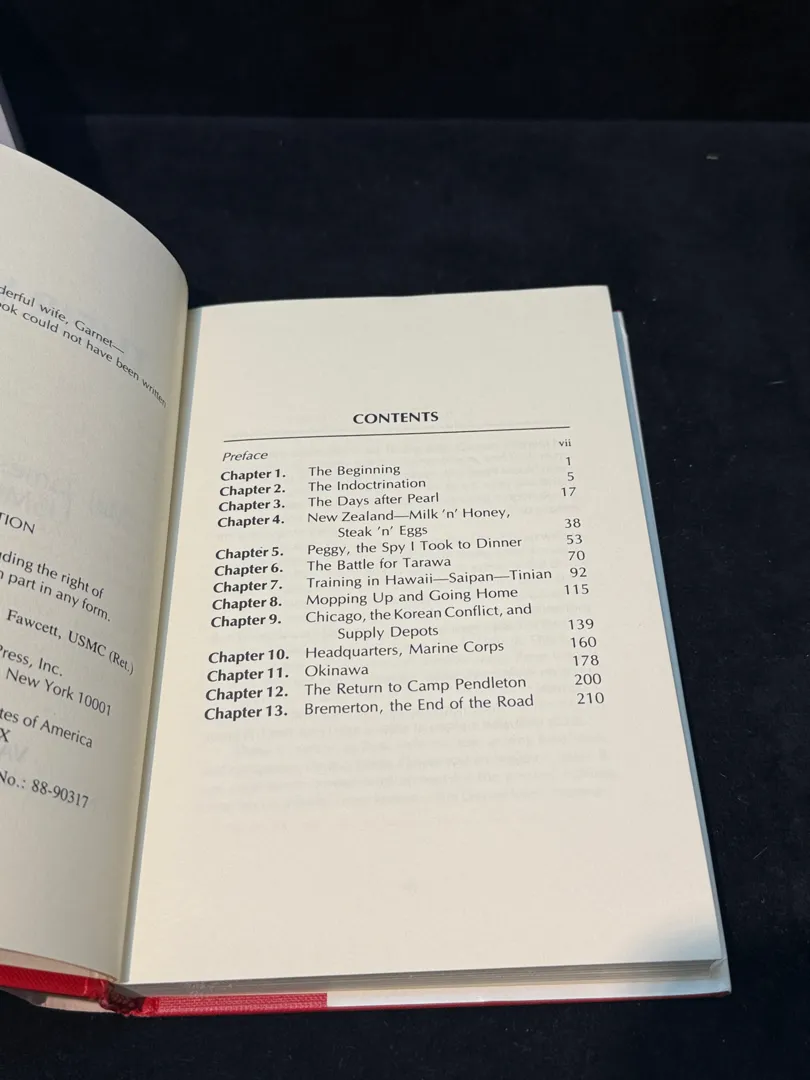 derful wife, Garnet—
ok could not have been written
TION
ding the right of
part in any form.
Fawcett, USMC (Ret.)
ress, Inc.
New York 10001
tes of America
X
No.: 88-90317
CONTENTS
Preface vii
Chapter 1. The Beginning 1
Chapter 2. The Indoctrination 5
Chapter 3. The Days after Pearl 17
Chapter 4. New Zealand—Milk 'n' Honey,
Steak 'n' Eggs 38
Chapter 5. Peggy, the Spy I Took to Dinner 53
Chapter 6. The Battle for Tarawa 70
Chapter 7. Training in Hawaii—Saipan—Tinian 92
Chapter 8. Mopping Up and Going Home 115
Chapter 9. Chicago, the Korean Conflict, and
Supply Depots 139
Chapter 10. Headquarters, Marine Corps 160
Chapter 11. Okinawa 178
Chapter 12. The Return to Camp Pendleton 200
Chapter 13. Bremerton, the End of the Road 210